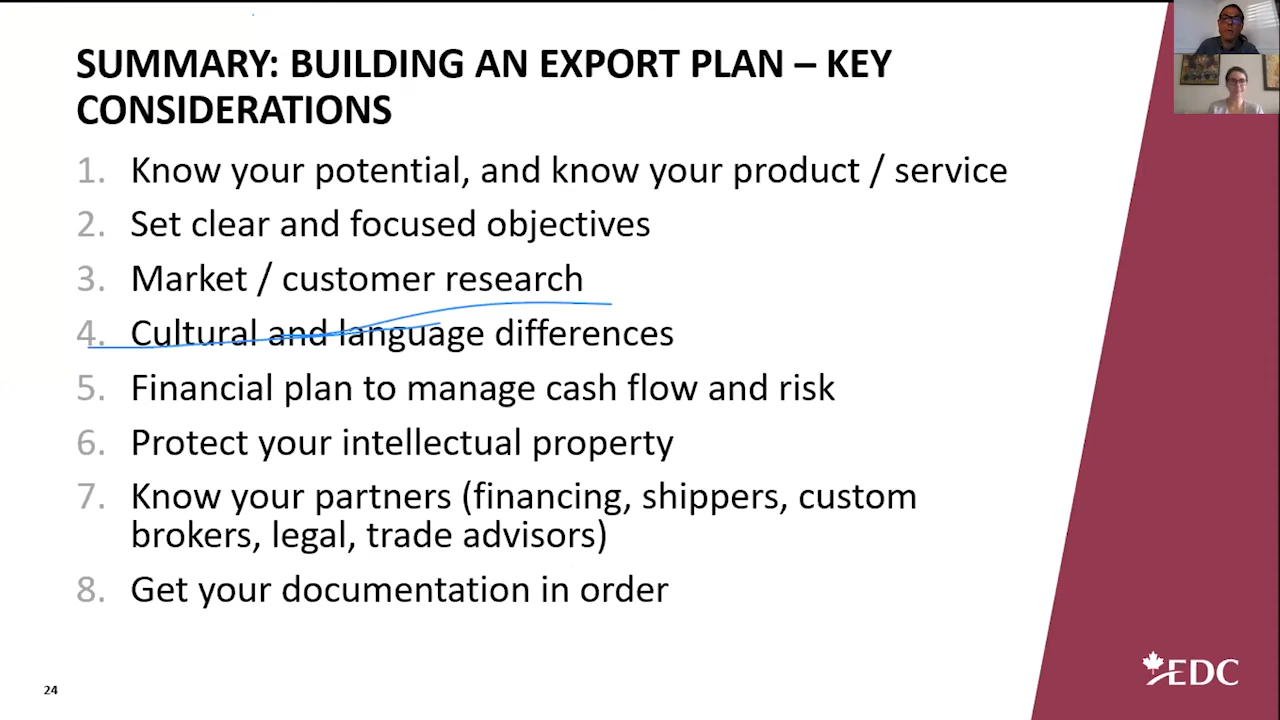 SUMMARY: BUILDING AN EXPORT PLAN – KEY
CONSIDERATIONS
1. Know your potential, and know your product / service
2. Set clear and focused objectives
3. Market / customer research
4. Cultural and language differences
5. Financial plan to manage cash flow and risk
6. Protect your intellectual property
7. Know your partners (financing, shippers, custom
brokers, legal, trade advisors)
8. Get your documentation in order
24
EDC